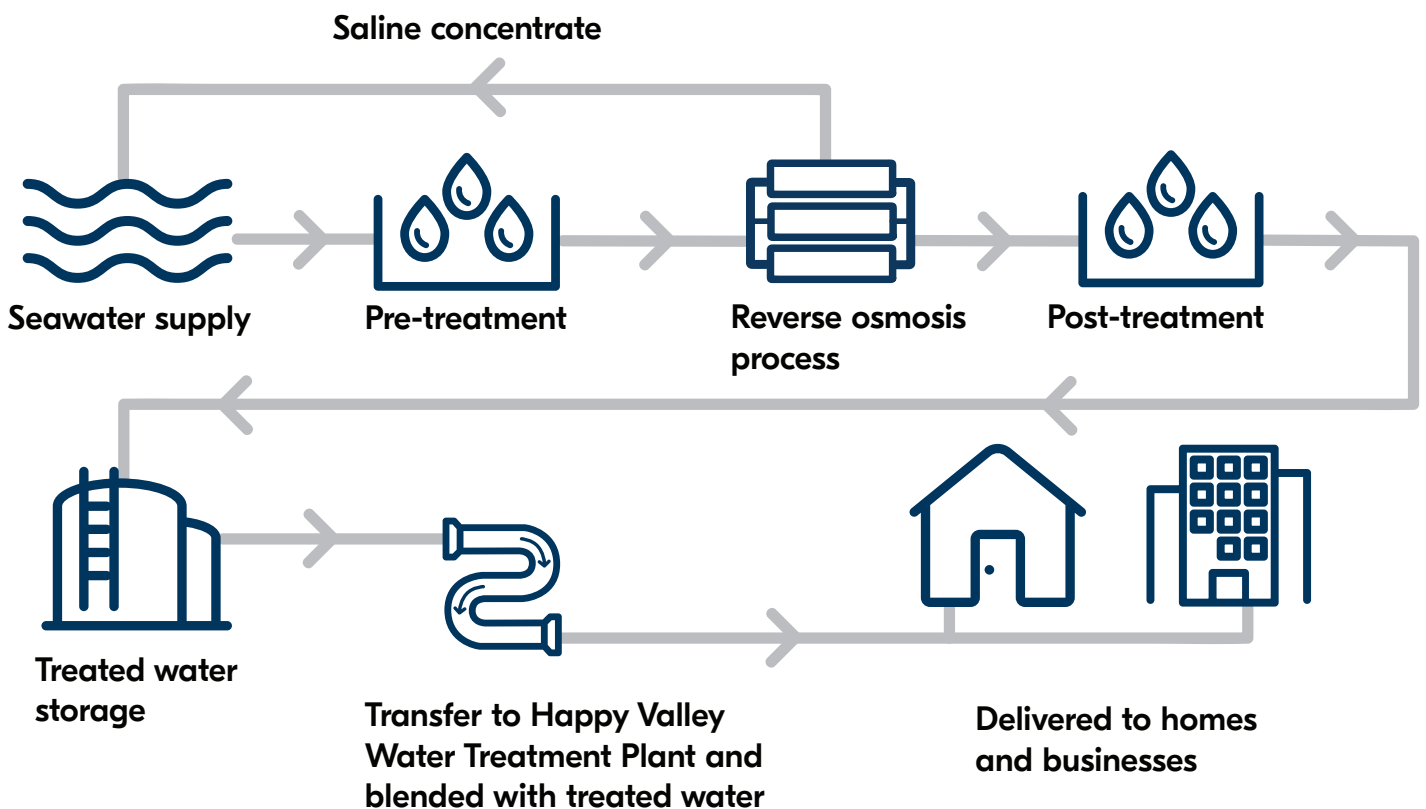 Saline concentrate
Seawater supply
Pre-treatment
Reverse osmosis
process
Post-treatment
Treated water
storage
Transfer to Happy Valley
Water Treatment Plant and
blended with treated water
Delivered to homes
and businesses